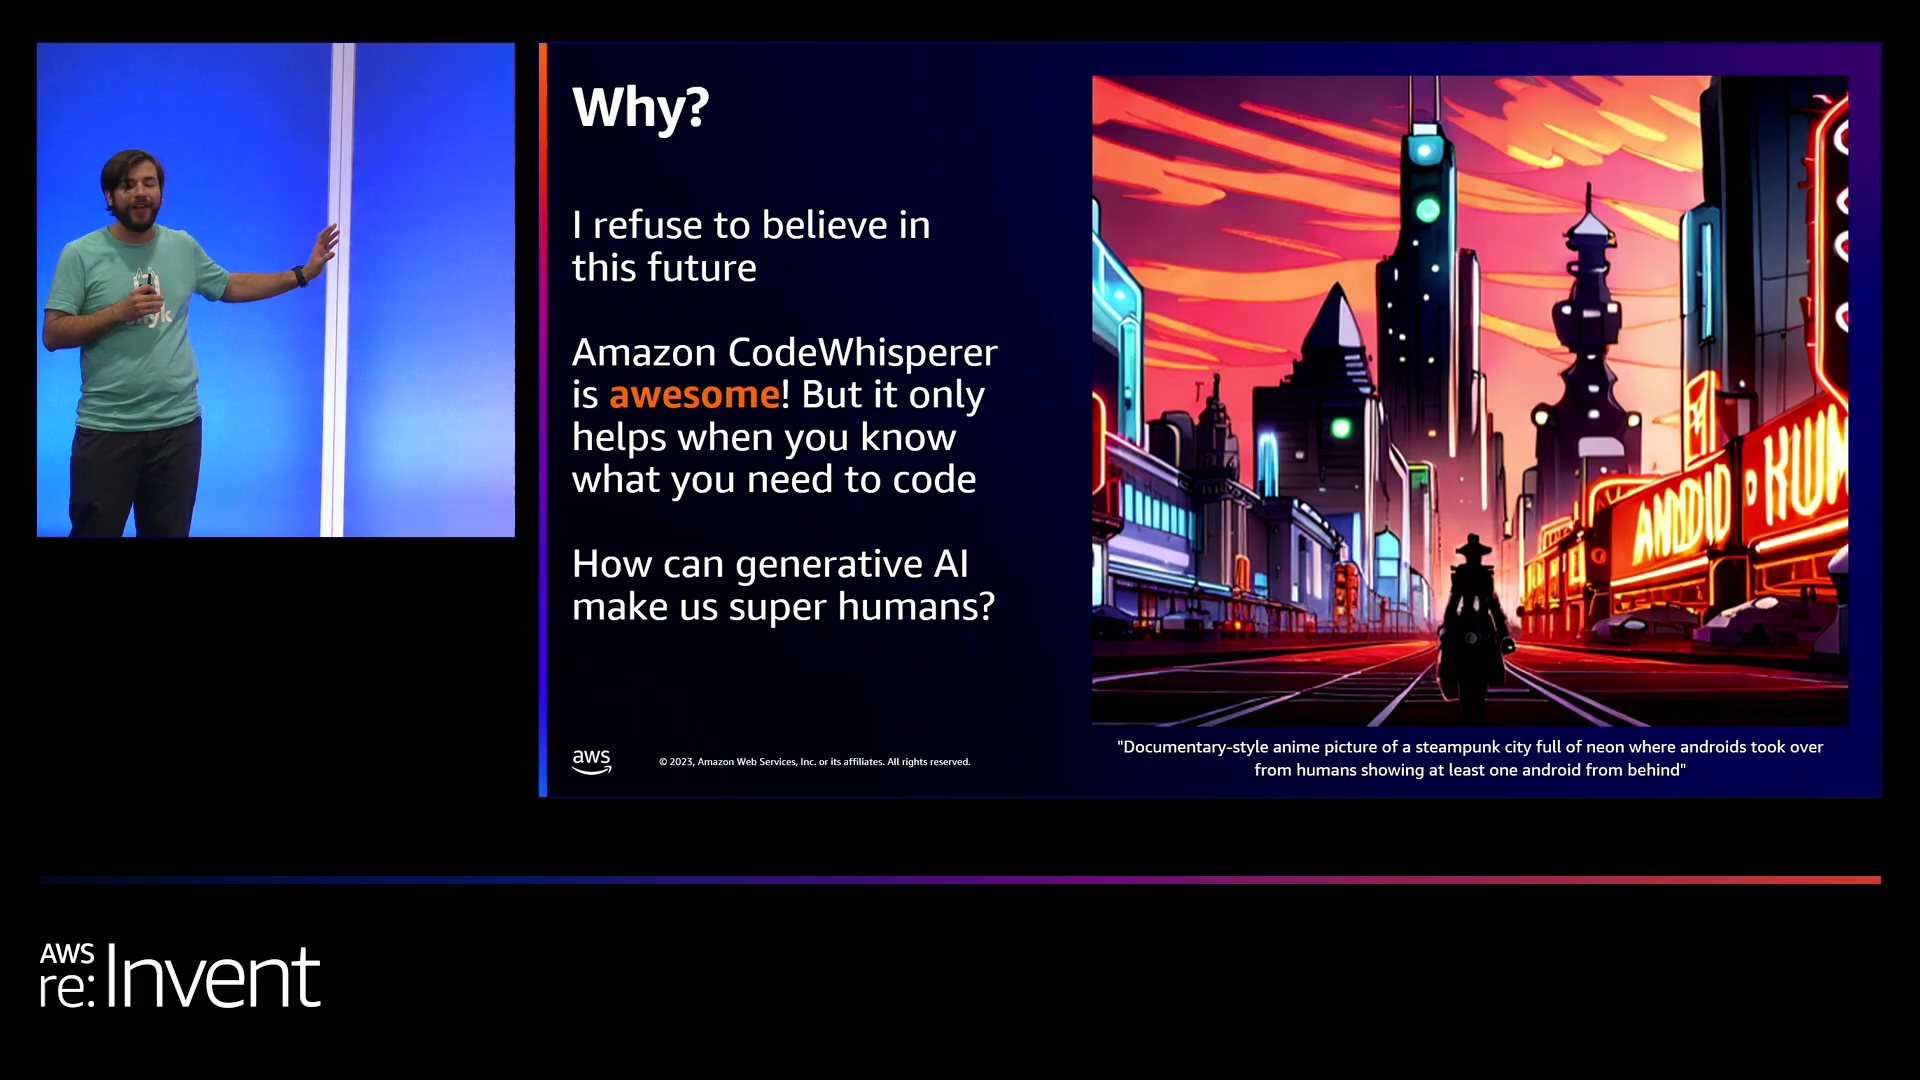 Why?
I refuse to believe in
this future
Amazon CodeWhisperer
is awesome! But it only
helps when you know
what you need to code
How can generative AI
make us super humans?
aws
© 2023, Amazon Web Services, Inc. or its affiliates. All rights reserved.
"Documentary-style anime picture of a steampunk city full of neon where androids took over
from humans showing at least one android from behind"
AWS
re:Invent